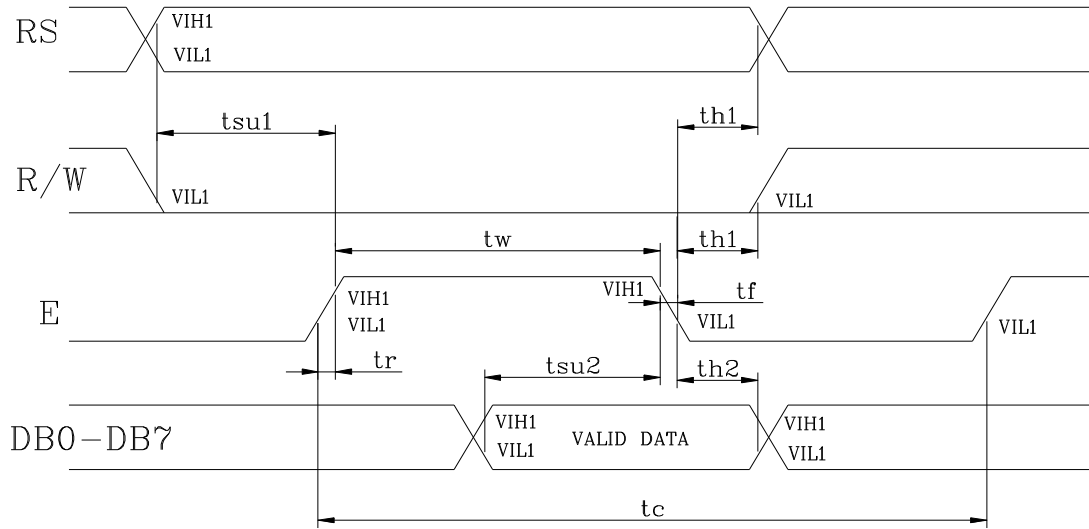 RS
VIH1
VIL1
tsu1
th1
R/W
VIL1
VIL1
tw
th1
E
VIH1
VIL1
VIH1
tf
VIL1
VIL1
tr
tsu2
th2
DB0-DB7
VIH1
VIL1
VALID DATA
VIH1
VIL1
tc